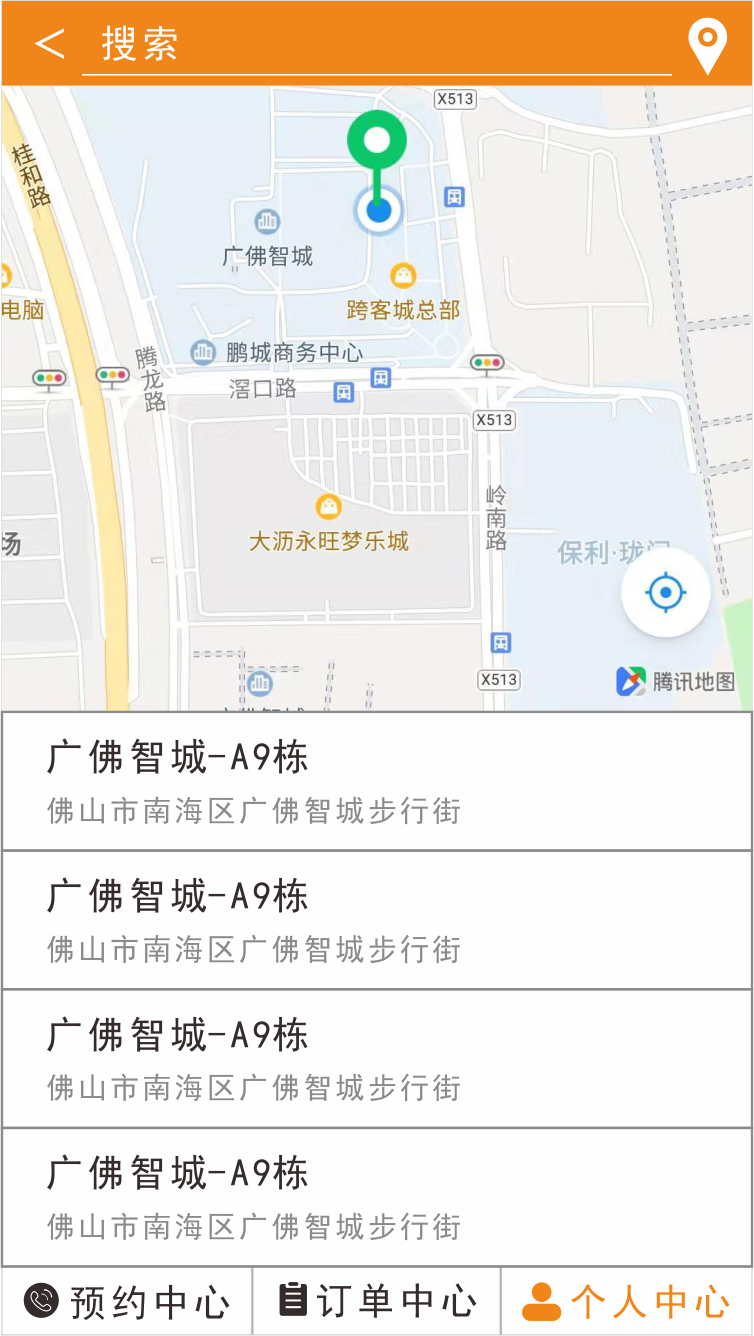 < 搜索
X513
桂和路
广佛智城
电脑
跨客城总部
鹏城商务中心
腾龙路
滘口路
X513
岭南路
大沥永旺梦乐城
场
保利·珑
X513
腾讯地图
广佛智城-A9栋
佛山市南海区广佛智城步行街
广佛智城-A9栋
佛山市南海区广佛智城步行街
广佛智城-A9栋
佛山市南海区广佛智城步行街
广佛智城-A9栋
佛山市南海区广佛智城步行街
预约中心 订单中心 个人中心